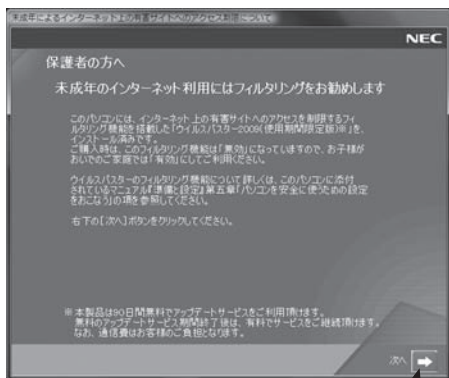 未成年によるインターネット上の有害サイトへのアクセス制限について
NEC
保護者の方へ
未成年のインターネット利用にはフィルタリングをお勧めします
このパソコンには、インターネット上の有害サイトへのアクセスを制限するフィ
ルタリング機能を搭載した「ウイルスバスター2009(使用期間限定版)※」を、
インストール済みです。
ご購入時は、このフィルタリング機能は「無効」になっていますので、お子様が
おいでのご家庭では「有効」にしてご利用ください。
ウイルスバスターのフィルタリング機能について詳しくは、このパソコンに添付
されているマニュアル『準備と設定』第五章「パソコンを安全に使うための設定
をおこなう」の項を参照してください。
右下の[次へ]ボタンをクリックしてください。
※ 本製品は90日間無料でアップデートサービスをご利用頂けます。
無料のアップデートサービス期間終了後は、有料でサービスをご継続頂けます。
なお、通信費はお客様のご負担となります。
次へ